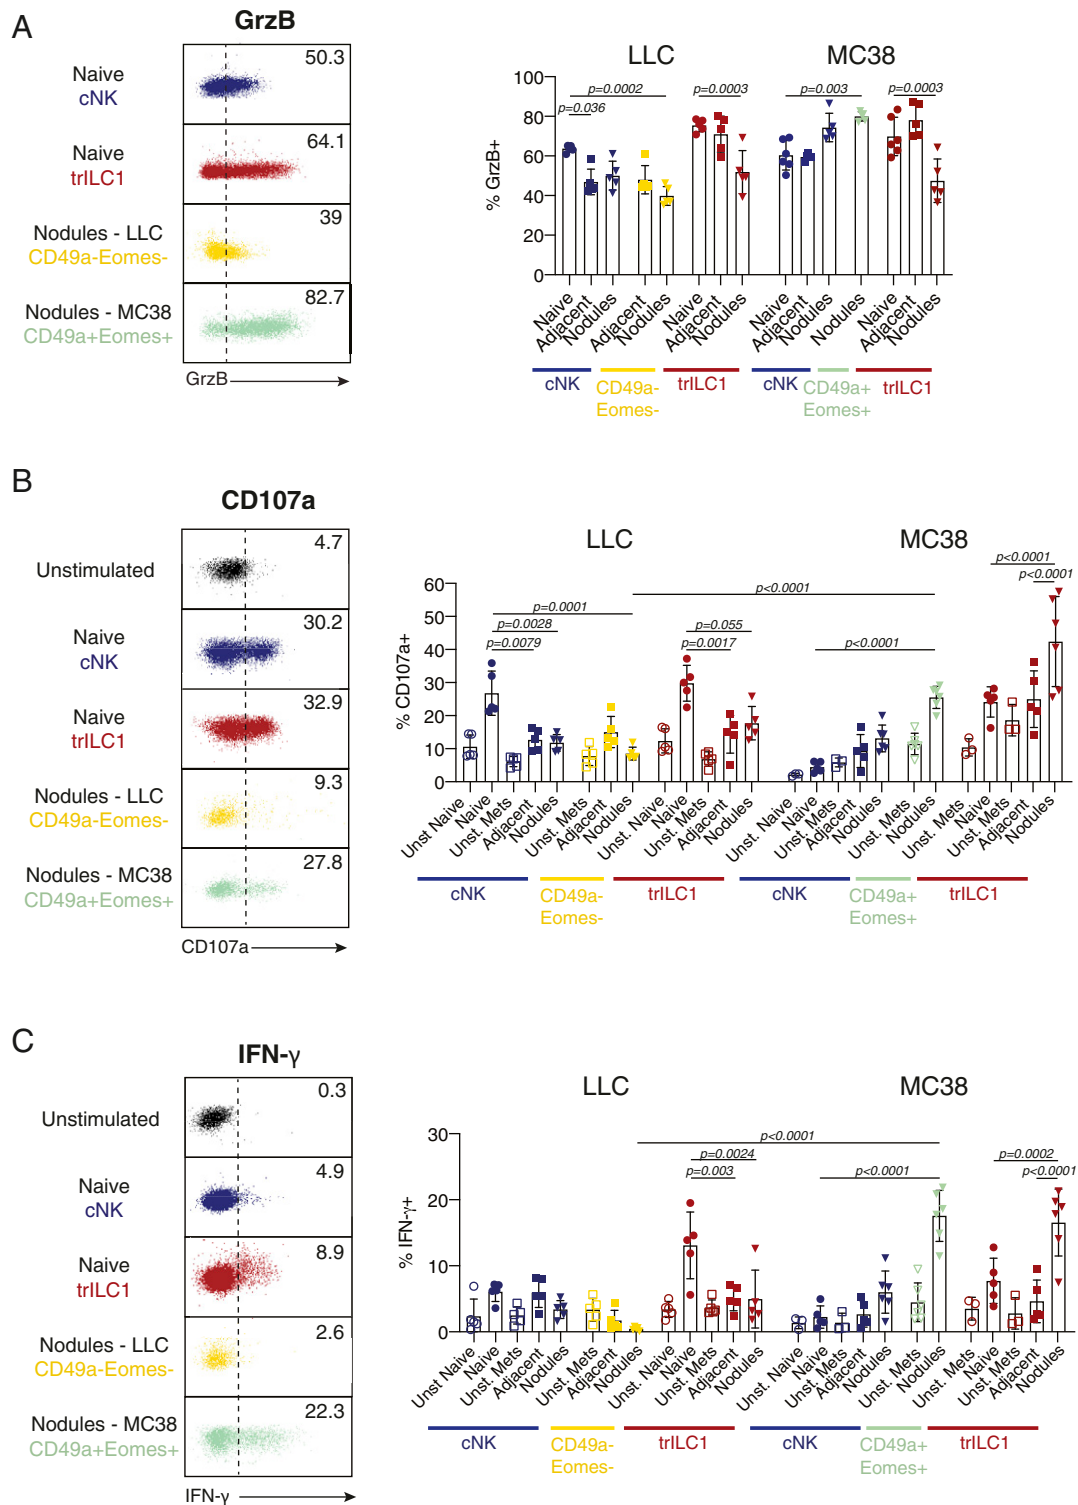 A
GrzB
Naive
cNK
50.3
Naive
trILC1
64.1
Nodules - LLC
CD49a-Eomes-
39
Nodules - MC38
CD49a+Eomes+
82.7
GrzB
LLC
MC38
% GrzB+
100
80
60
40
20
0
p=0.0002
p=0.036
p=0.0003
p=0.003
p=0.0003
Naive
Adjacent
Nodules
Adjacent
Nodules
Naive
Adjacent
Nodules
Naive
Adjacent
Nodules
Nodules
Naive
Adjacent
Nodules
cNK
CD49a-
Eomes-
trILC1
cNK
CD49a+
Eomes+
trILC1
B
CD107a
Unstimulated
4.7
Naive
cNK
30.2
Naive
trILC1
32.9
Nodules - LLC
CD49a-Eomes-
9.3
Nodules - MC38
CD49a+Eomes+
27.8
CD107a
LLC
MC38
% CD107a+
60
50
40
30
20
10
0
p<0.0001
p<0.0001
p<0.0001
p=0.0001
p=0.0028
p=0.0079
p=0.055
p=0.0017
p<0.0001
Unst Naive
Naive
Unst. Mets
Adjacent
Nodules
Unst. Mets
Adjacent
Nodules
Unst. Naive
Naive
Unst. Mets
Adjacent
Nodules
Unst. Naive
Naive
Unst. Mets
Adjacent
Nodules
Unst. Mets
Nodules
Unst. Mets
Naive
Unst. Mets
Adjacent
Nodules
cNK
CD49a-
Eomes-
trILC1
cNK
CD49a+
Eomes+
trILC1
C
IFN-γ
Unstimulated
0.3
Naive
cNK
4.9
Naive
trILC1
8.9
Nodules - LLC
CD49a-Eomes-
2.6
Nodules - MC38
CD49a+Eomes+
22.3
IFN-γ
LLC
MC38
% IFN-γ+
30
20
10
0
p<0.0001
p=0.0024
p=0.003
p<0.0001
p=0.0002
p<0.0001
Unst Naive
Naive
Unst. Mets
Adjacent
Nodules
Unst. Mets
Adjacent
Nodules
Unst. Naive
Naive
Unst. Mets
Adjacent
Nodules
Unst. Naive
Naive
Unst. Mets
Adjacent
Nodules
Unst. Mets
Nodules
Unst. Mets
Naive
Unst. Mets
Adjacent
Nodules
cNK
CD49a-
Eomes-
trILC1
cNK
CD49a+
Eomes+
trILC1